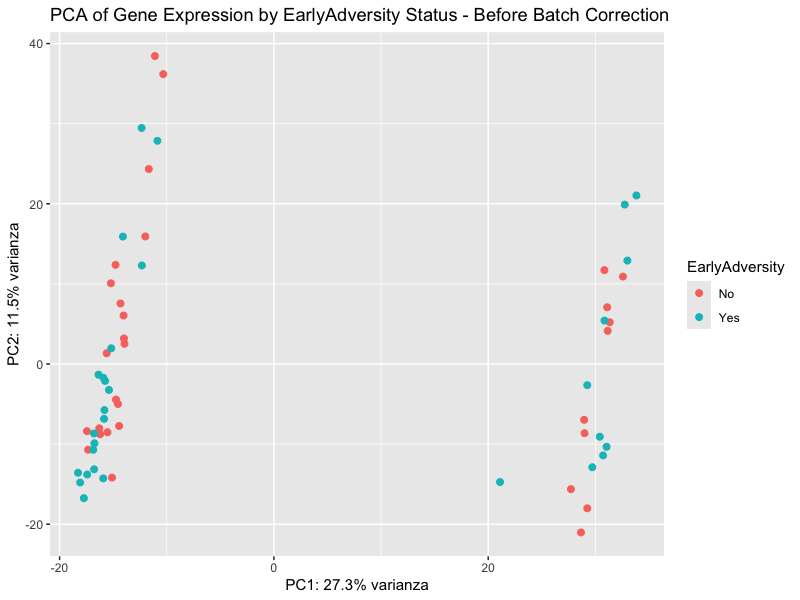 PCA of Gene Expression by EarlyAdversity Status - Before Batch Correction
40
20
0
-20
PC2: 11.5% varianza
-20
0
20
PC1: 27.3% varianza
EarlyAdversity
No
Yes